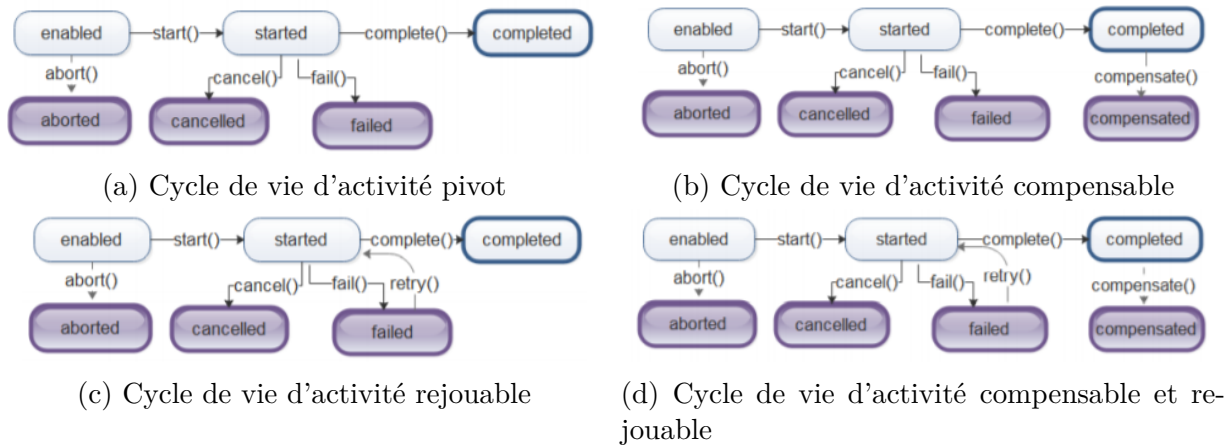 enabled start() started complete() completed
abort() cancel() fail()
aborted cancelled failed
(a) Cycle de vie d'activité pivot
enabled start() started complete() completed
abort() cancel() fail() compensate()
aborted cancelled failed compensated
(b) Cycle de vie d'activité compensable
enabled start() started complete() completed
abort() cancel() fail() retry()
aborted cancelled failed
(c) Cycle de vie d'activité rejouable
enabled start() started complete() completed
abort() cancel() fail() retry() compensate()
aborted cancelled failed compensated
(d) Cycle de vie d'activité compensable et re-
jouable